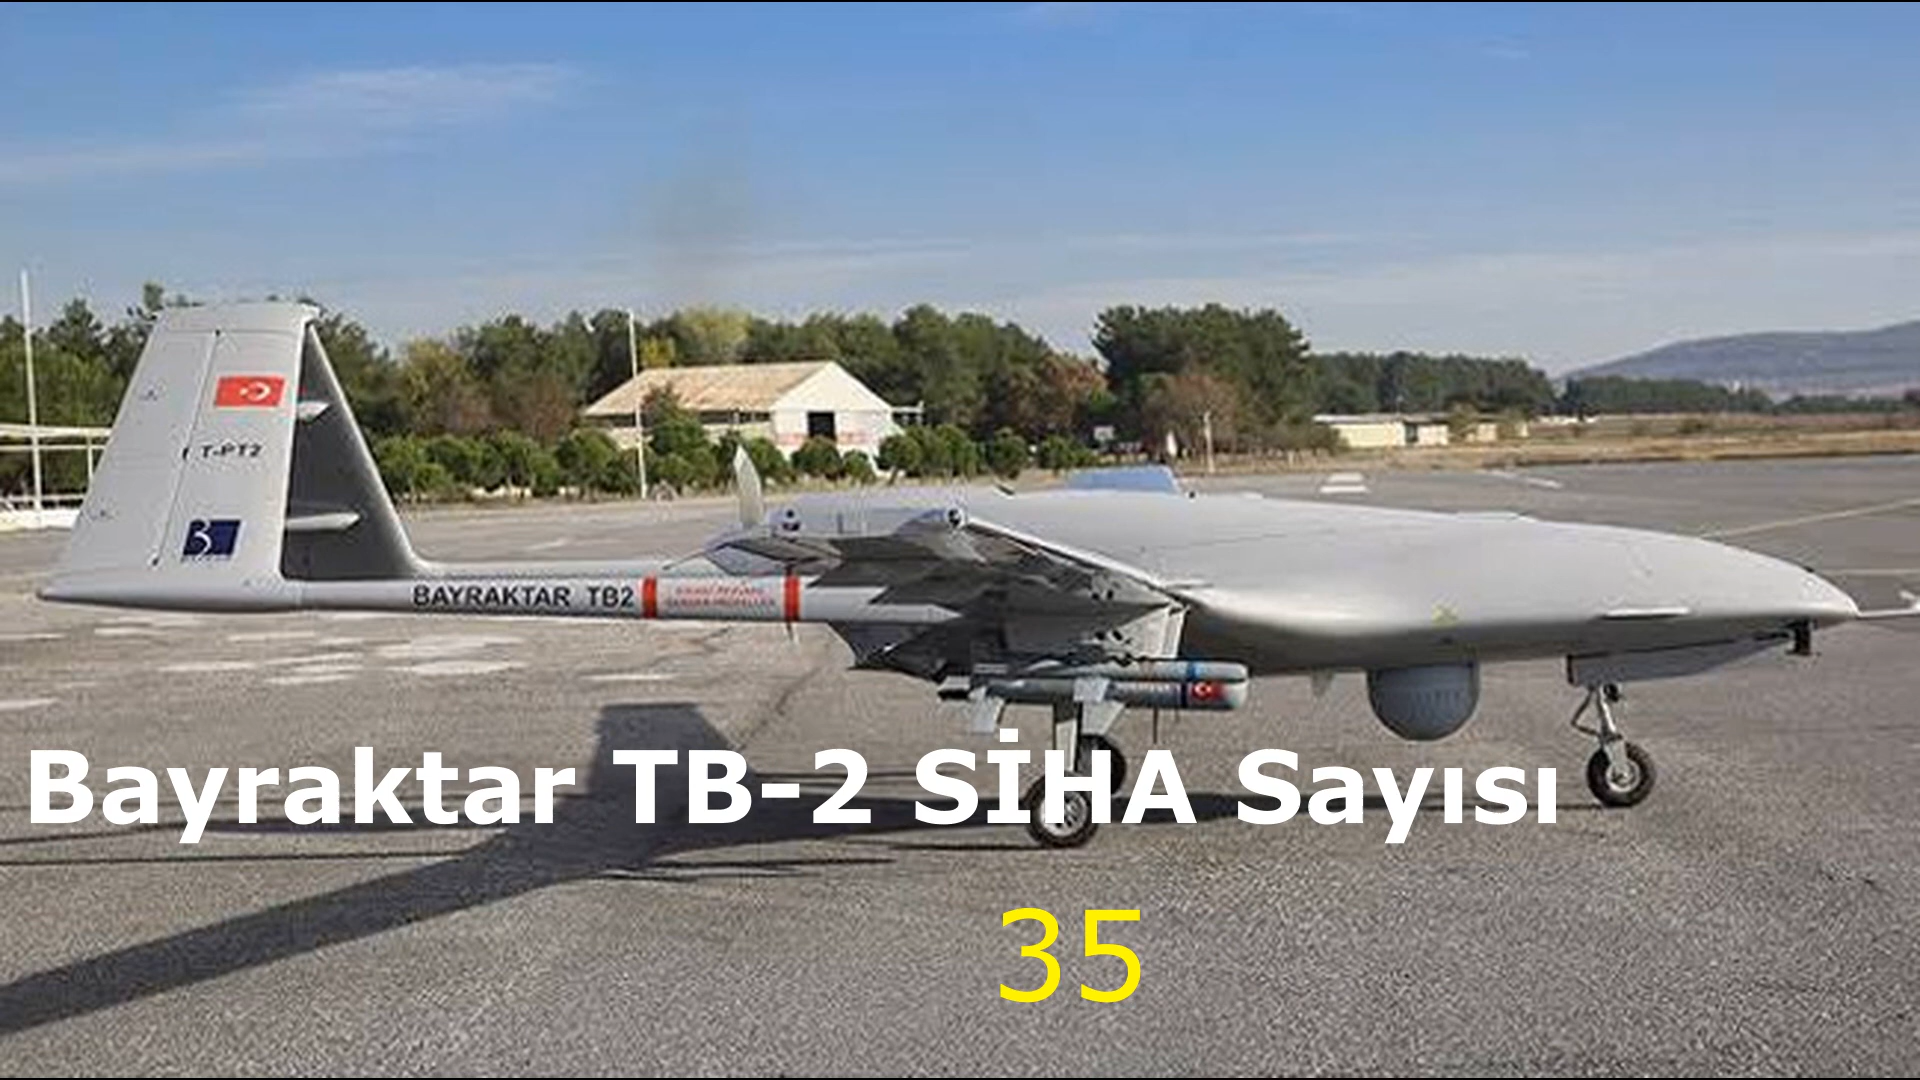 T-PT2
B
BAYRAKTAR TB2
Bayraktar TB-2 SİHA Sayısı
35